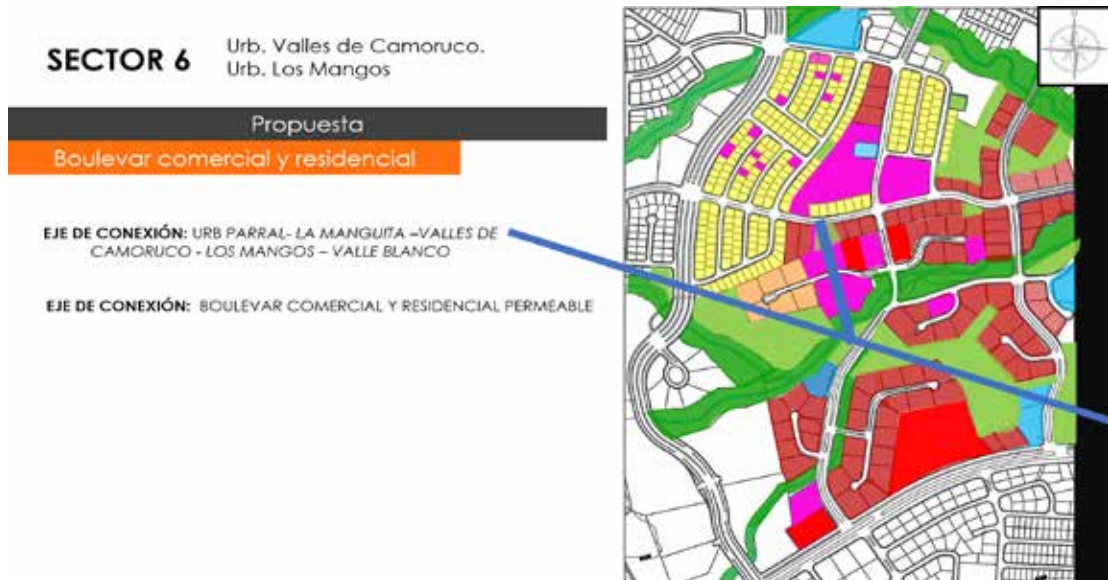 SECTOR 6
Urb. Valles de Camoruco.
Urb. Los Mangos
Propuesta
Boulevar comercial y residencial
EJE DE CONEXIÓN: URB PARRAL- LA MANGUITA –VALLES DE
CAMORUCO - LOS MANGOS – VALLE BLANCO
EJE DE CONEXIÓN: BOULEVAR COMERCIAL Y RESIDENCIAL PERMEABLE